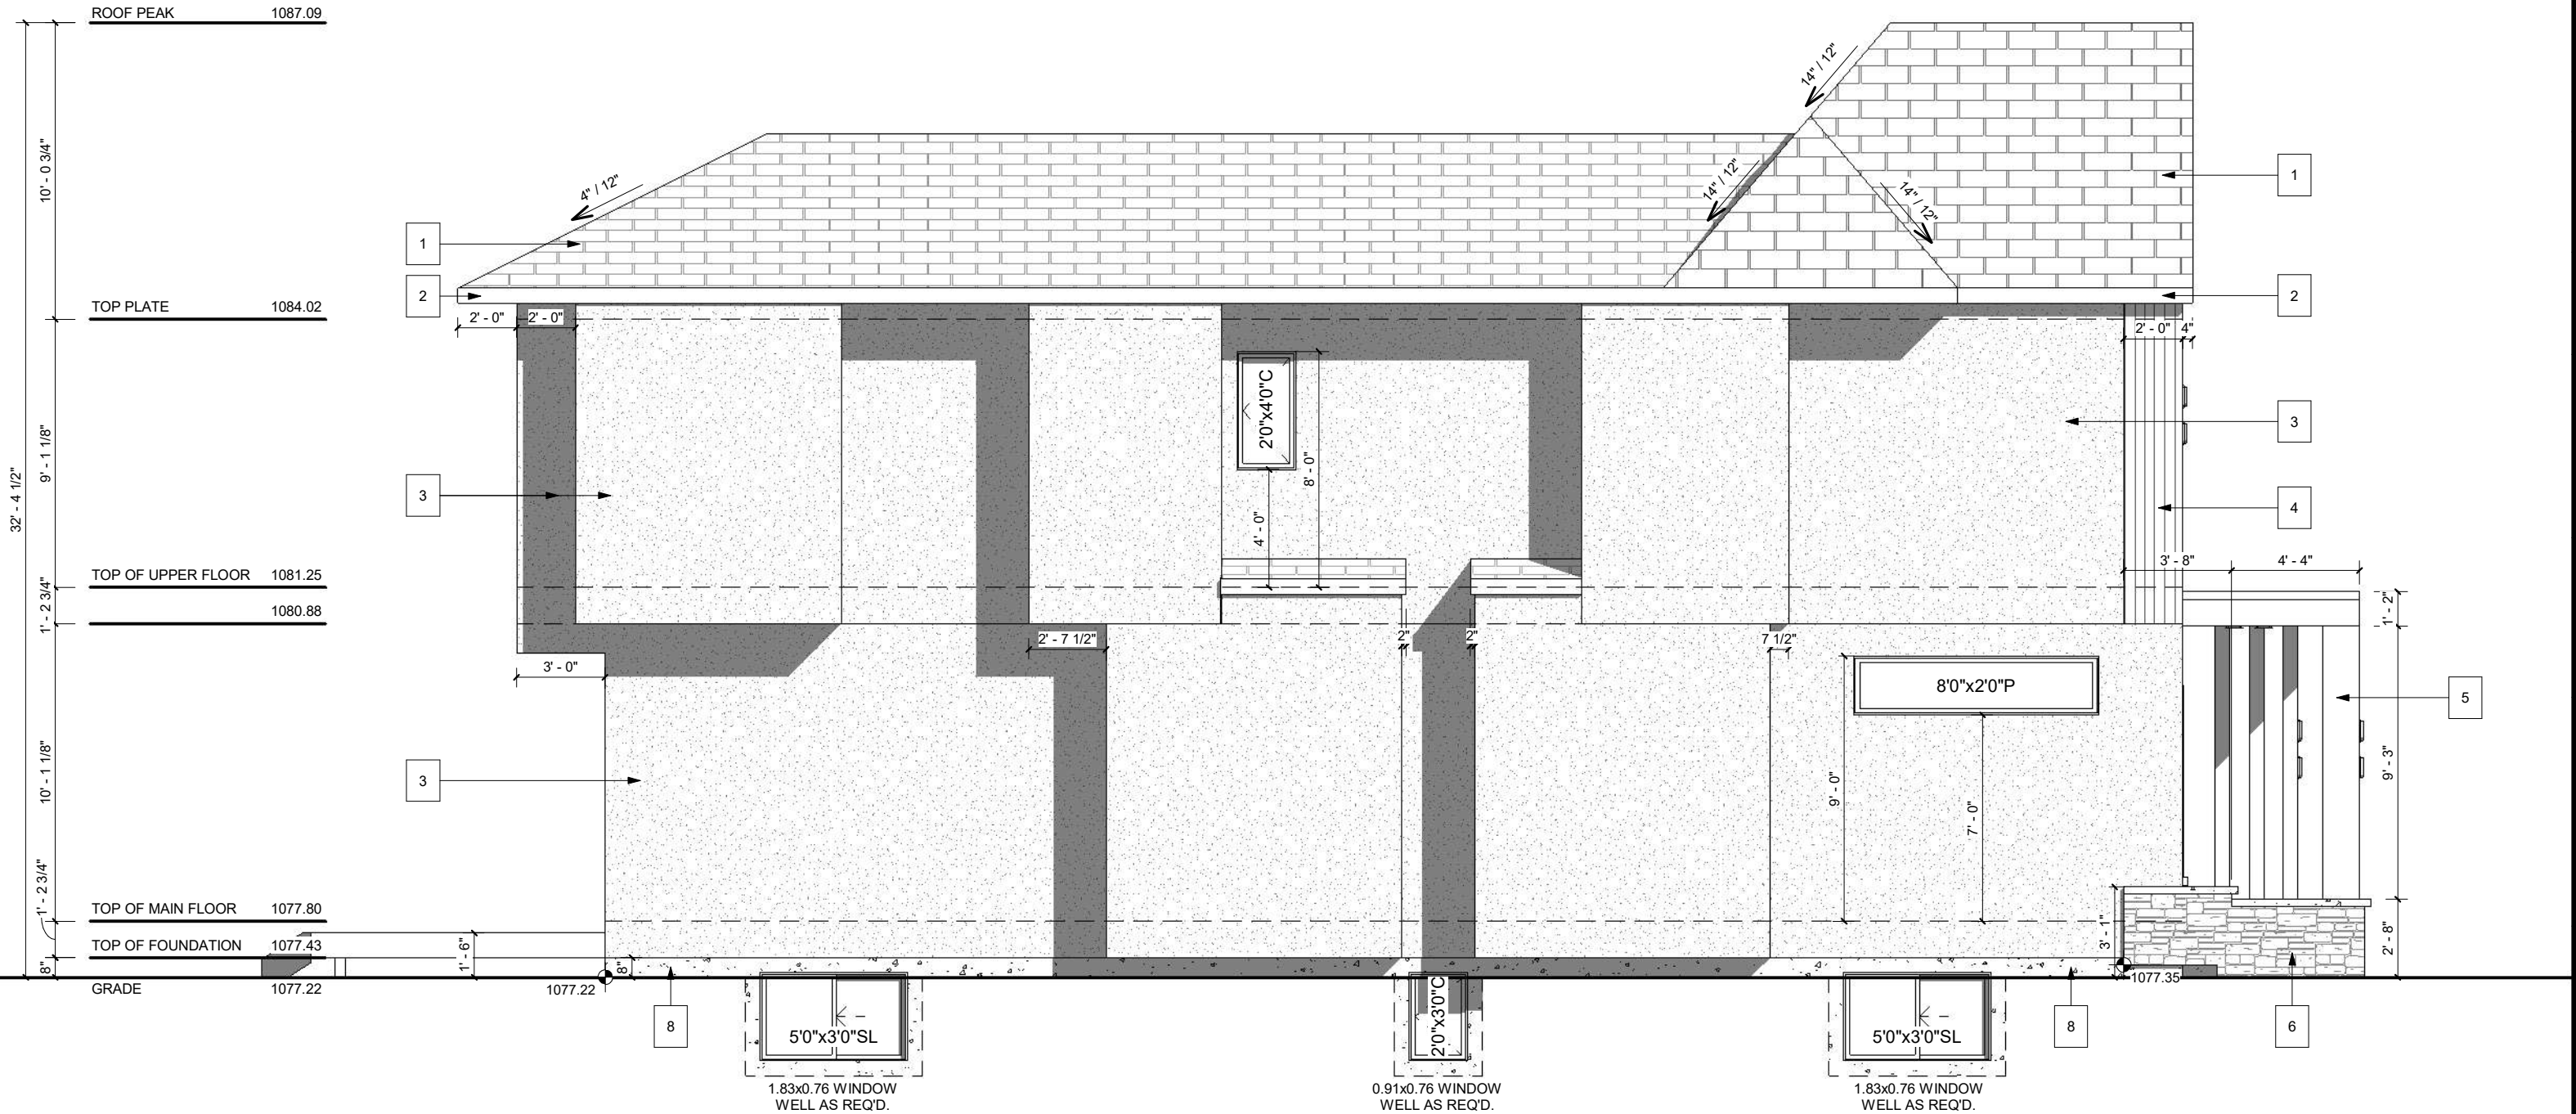 ROOF PEAK 1087.09
14" / 12"
10' - 0 3/4"
14" / 12"
1
4" / 12"
14" / 12"
1
2
2
TOP PLATE 1084.02
2' - 0"
2' - 0"
2' - 0"
4"
2'0"x4'0"C
3
9' - 1 1/8"
8' - 0"
32' - 4 1/2"
3
4
4' - 0"
3' - 8"
4' - 4"
TOP OF UPPER FLOOR 1081.25
1' - 2 3/4"
1' - 2"
1080.88
2' - 7 1/2"
2"
2"
7 1/2"
3' - 0"
8'0"x2'0"P
5
10' - 1 1/8"
3
9' - 0"
7' - 0"
9' - 3"
1' - 2 3/4"
TOP OF MAIN FLOOR 1077.80
TOP OF FOUNDATION 1077.43
1' - 6"
3' - 1"
2' - 8"
8"
8"
GRADE 1077.22
1077.22
1077.35
8
5'0"x3'0"SL
2'0"x3'0"C
5'0"x3'0"SL
8
6
1.83x0.76 WINDOW
WELL AS REQ'D.
0.91x0.76 WINDOW
WELL AS REQ'D.
1.83x0.76 WINDOW
WELL AS REQ'D.